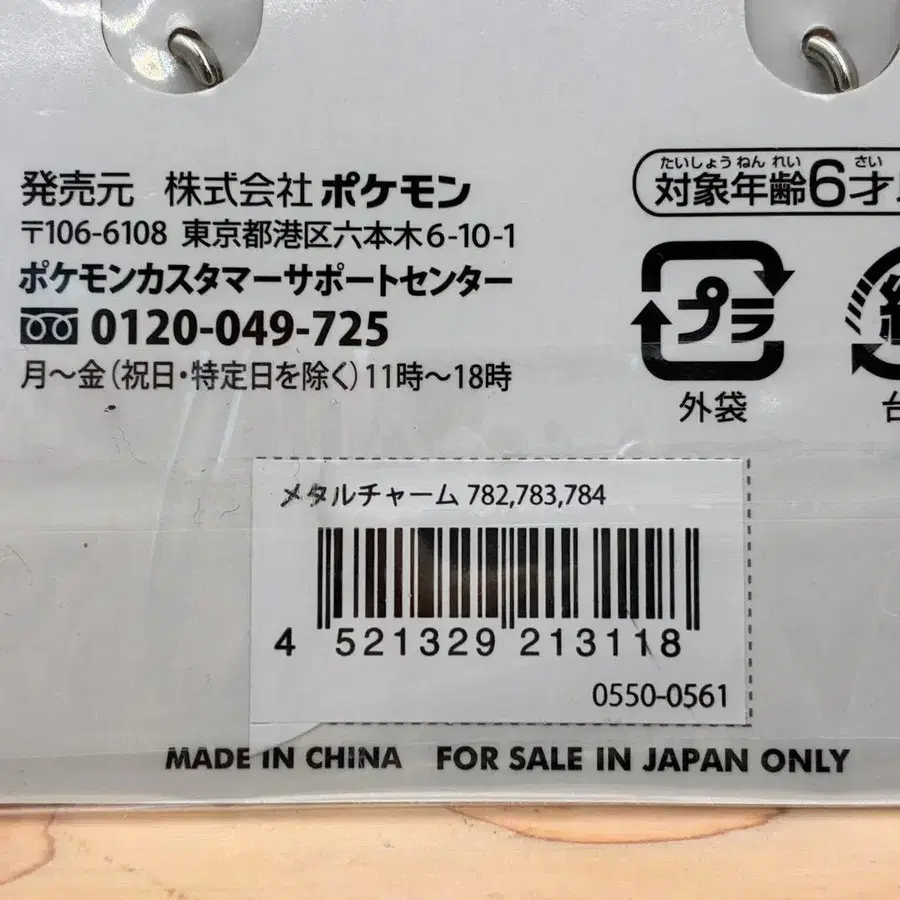 発売元 株式会社 ポケモン
〒106-6108 東京都港区六本木6-10-1
ポケモンカスタマーサポートセンター
0120-049-725
月～金(祝日・特定日を除く)11時～18時
たいしょう ねん れい さい
対象年齢6才
プラ
外袋
メタルチャーム 782,783,784
4 521329 213118
0550-0561
MADE IN CHINA FOR SALE IN JAPAN ONLY